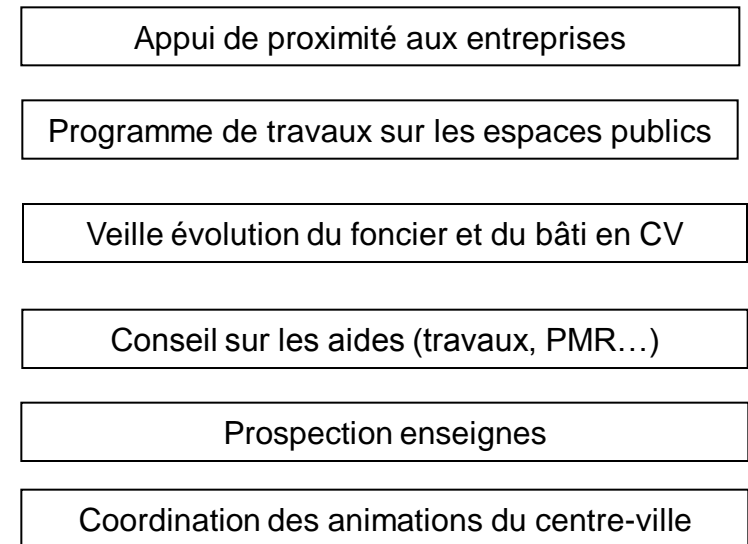 Appui de proximité aux entreprises
Programme de travaux sur les espaces publics
Veille évolution du foncier et du bâti en CV
Conseil sur les aides (travaux, PMR…)
Prospection enseignes
Coordination des animations du centre-ville